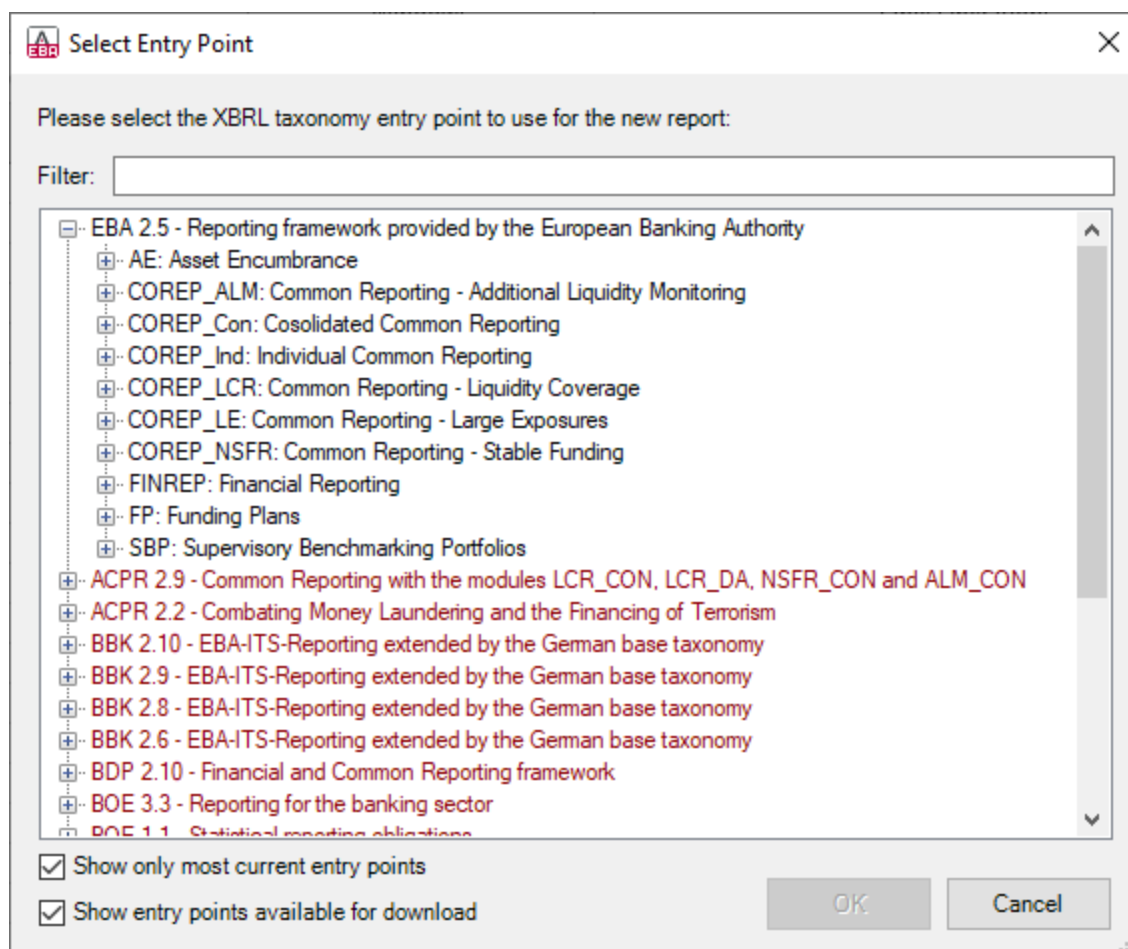 A
EBA
Select Entry Point
Please select the XBRL taxonomy entry point to use for the new report:
Filter:
EBA 2.5 - Reporting framework provided by the European Banking Authority
AE: Asset Encumbrance
COREP_ALM: Common Reporting - Additional Liquidity Monitoring
COREP_Con: Cosolidated Common Reporting
COREP_Ind: Individual Common Reporting
COREP_LCR: Common Reporting - Liquidity Coverage
COREP_LE: Common Reporting - Large Exposures
COREP_NSFR: Common Reporting - Stable Funding
FINREP: Financial Reporting
FP: Funding Plans
SBP: Supervisory Benchmarking Portfolios
ACPR 2.9 - Common Reporting with the modules LCR_CON, LCR_DA, NSFR_CON and ALM_CON
ACPR 2.2 - Combating Money Laundering and the Financing of Terrorism
BBK 2.10 - EBA-ITS-Reporting extended by the German base taxonomy
BBK 2.9 - EBA-ITS-Reporting extended by the German base taxonomy
BBK 2.8 - EBA-ITS-Reporting extended by the German base taxonomy
BBK 2.6 - EBA-ITS-Reporting extended by the German base taxonomy
BDP 2.10 - Financial and Common Reporting framework
BOE 3.3 - Reporting for the banking sector
BOE 1.1 - Statistical reporting obligations
Show only most current entry points
Show entry points available for download
OK
Cancel